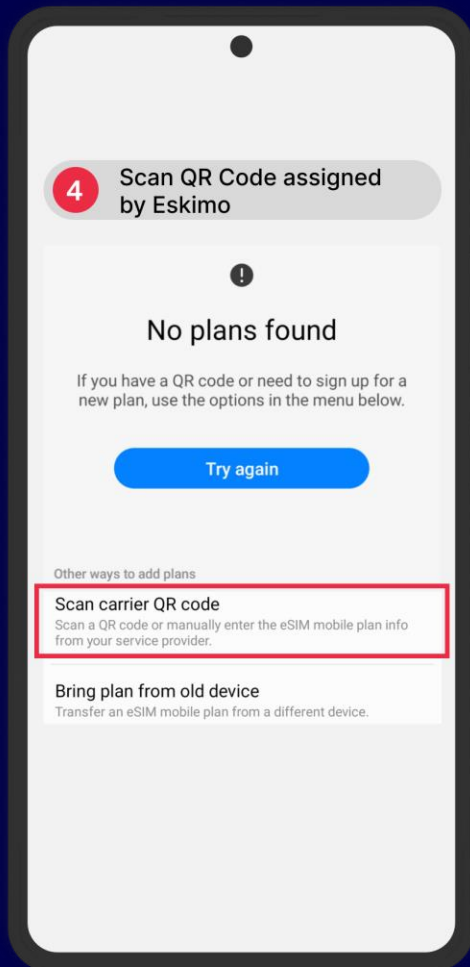 4
Scan QR Code assigned
by Eskimo
No plans found
If you have a QR code or need to sign up for a
new plan, use the options in the menu below.
Try again
Other ways to add plans
Scan carrier QR code
Scan a QR code or manually enter the eSIM mobile plan info
from your service provider.
Bring plan from old device
Transfer an eSIM mobile plan from a different device.